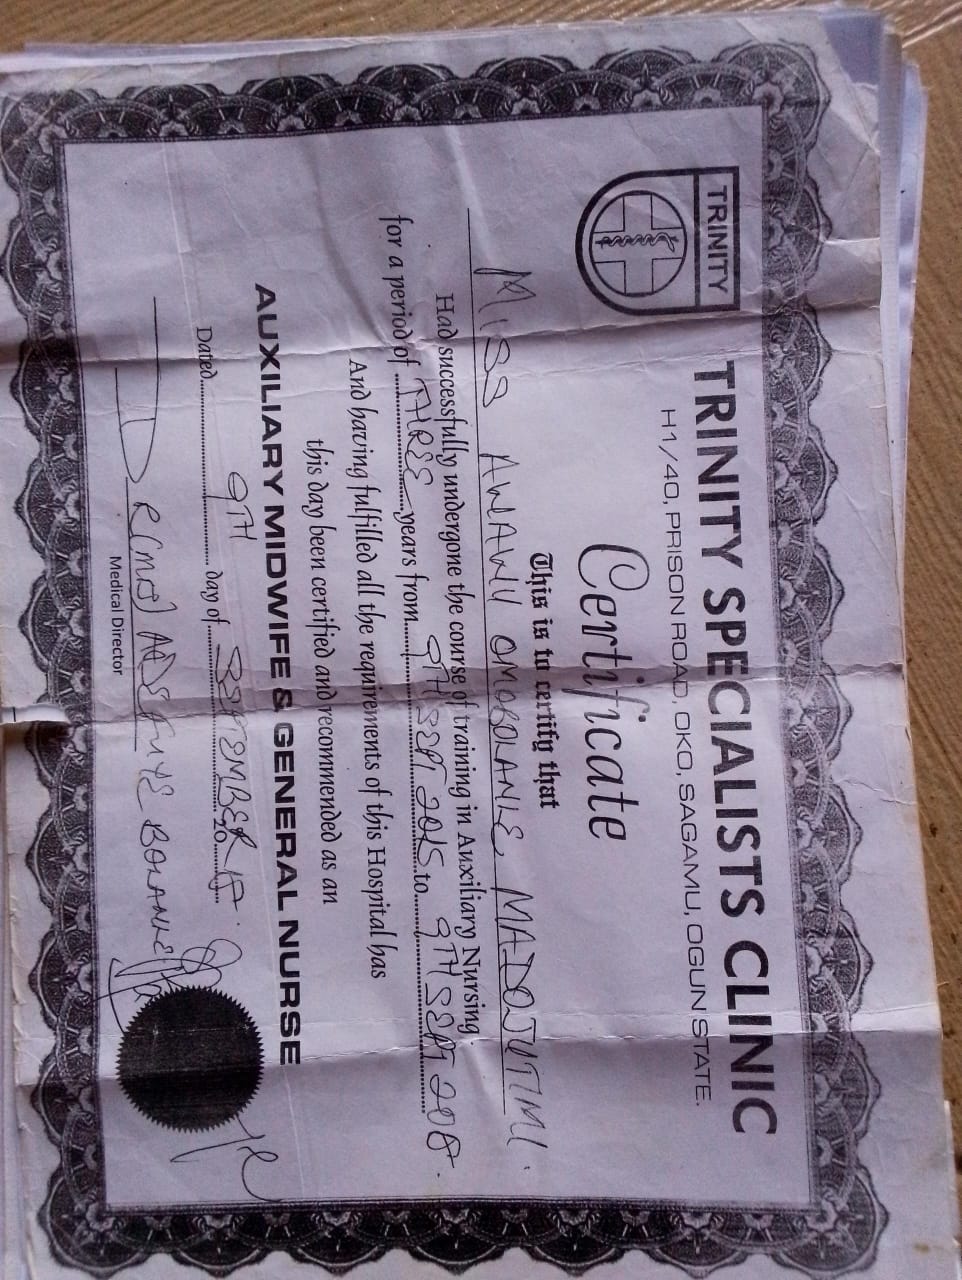 TRINITY
TRINITY SPECIALISTS CLINIC
H1/40, PRISON ROAD, OKO, SAGAMU, OGUN STATE.
Certificate
This is to certify that
MISS AWAWU OMOBOLANLE, MADOJUTIMI.
Had successfully undergone the course of training in Auxiliary Nursing
for a period of THREE years from 9TH SEPT 2015 to 9TH SEPT 2018.
And having fulfilled all the requirements of this Hospital has
this day been certified and recommended as an
AUXILIARY MIDWIFE & GENERAL NURSE
Dated 9TH day of SEPTEMBER 20
BOLANLE
Medical Director